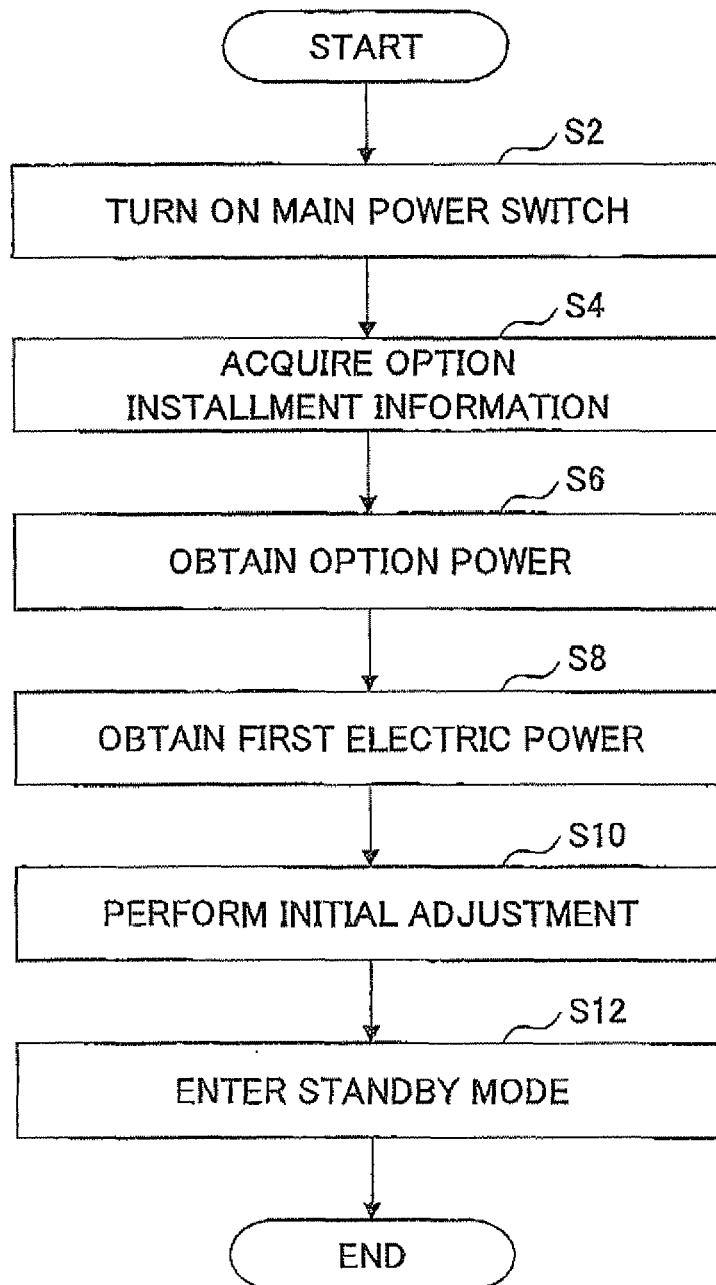 START
S2
TURN ON MAIN POWER SWITCH
S4
ACQUIRE OPTION
INSTALLMENT INFORMATION
S6
OBTAIN OPTION POWER
S8
OBTAIN FIRST ELECTRIC POWER
S10
PERFORM INITIAL ADJUSTMENT
S12
ENTER STANDBY MODE
END